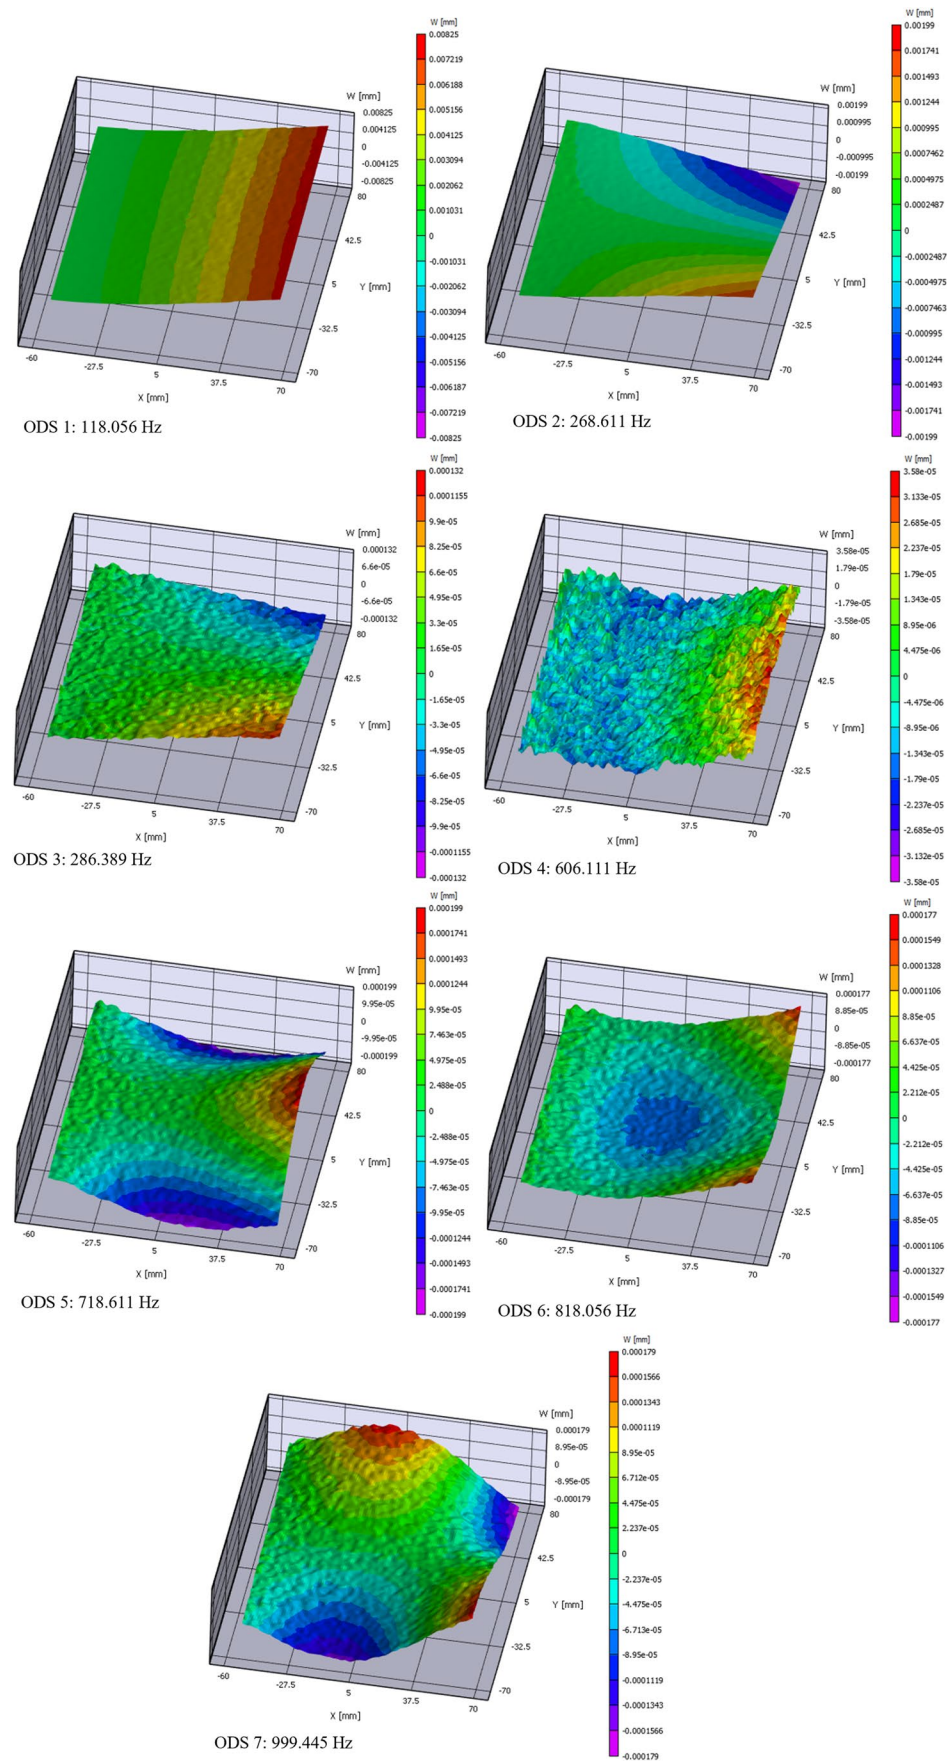 W [mm]
0.00825
0.007219
0.006188
0.005156
0.004125
0.003094
0.002062
0.001031
0
-0.001031
-0.002062
-0.003094
-0.004125
-0.005156
-0.006187
-0.007219
-0.00825
W [mm]
0.00825
0.004125
0
-0.004125
-0.00825
80
42.5
5
-32.5
-70
Y [mm]
-60
-27.5
5
37.5
70
X [mm]
ODS 1: 118.056 Hz
W [mm]
0.00199
0.001741
0.001493
0.001244
0.000995
0.0007462
0.0004975
0.0002487
0
-0.0002487
-0.0004975
-0.0007463
-0.000995
-0.001244
-0.001493
-0.001741
-0.00199
W [mm]
0.00199
0.000995
0
-0.000995
-0.00199
80
42.5
5
-32.5
-70
Y [mm]
-60
-27.5
5
37.5
70
X [mm]
ODS 2: 268.611 Hz
W [mm]
0.000132
0.0001155
9.9e-05
8.25e-05
6.6e-05
4.95e-05
3.3e-05
1.65e-05
0
-1.65e-05
-3.3e-05
-4.95e-05
-6.6e-05
-8.25e-05
-9.9e-05
-0.0001155
-0.000132
W [mm]
0.000132
6.6e-05
0
-6.6e-05
-0.000132
80
42.5
5
-32.5
-70
Y [mm]
-60
-27.5
5
37.5
70
X [mm]
ODS 3: 286.389 Hz
W [mm]
3.58e-05
3.133e-05
2.685e-05
2.237e-05
1.79e-05
1.343e-05
8.95e-06
4.475e-06
0
-4.475e-06
-8.95e-06
-1.343e-05
-1.79e-05
-2.237e-05
-2.685e-05
-3.132e-05
-3.58e-05
W [mm]
3.58e-05
1.79e-05
0
-1.79e-05
-3.58e-05
80
42.5
5
-32.5
-70
Y [mm]
-60
-27.5
5
37.5
70
X [mm]
ODS 4: 606.111 Hz
W [mm]
0.000199
0.0001741
0.0001493
0.0001244
9.95e-05
7.463e-05
4.975e-05
2.488e-05
0
-2.488e-05
-4.975e-05
-7.463e-05
-9.95e-05
-0.0001244
-0.0001493
-0.0001741
-0.000199
W [mm]
0.000199
9.95e-05
0
-9.95e-05
-0.000199
80
42.5
5
-32.5
-70
Y [mm]
-60
-27.5
5
37.5
70
X [mm]
ODS 5: 718.611 Hz
W [mm]
0.000177
0.0001549
0.0001328
0.0001106
8.85e-05
6.637e-05
4.425e-05
2.212e-05
0
-2.212e-05
-4.425e-05
-6.637e-05
-8.85e-05
-0.0001106
-0.0001327
-0.0001549
-0.000177
W [mm]
0.000177
8.85e-05
0
-8.85e-05
-0.000177
80
42.5
5
-32.5
-70
Y [mm]
-60
-27.5
5
37.5
70
X [mm]
ODS 6: 818.056 Hz
W [mm]
0.000179
0.0001566
0.0001343
0.0001119
8.95e-05
6.712e-05
4.475e-05
2.237e-05
0
-2.237e-05
-4.475e-05
-6.713e-05
-8.95e-05
-0.0001119
-0.0001343
-0.0001566
-0.000179
W [mm]
0.000179
8.95e-05
0
-8.95e-05
-0.000179
80
42.5
5
-32.5
-70
Y [mm]
-60
-27.5
5
37.5
70
X [mm]
ODS 7: 999.445 Hz